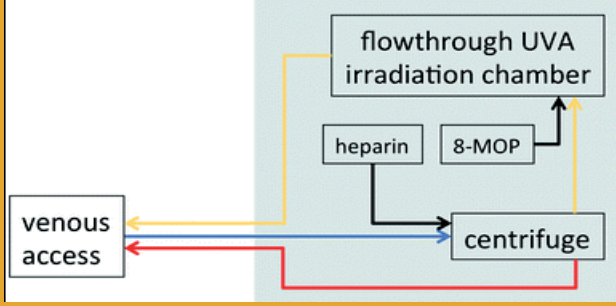 flowthrough UVA
irradiation chamber
heparin
8-MOP
venous
access
centrifuge